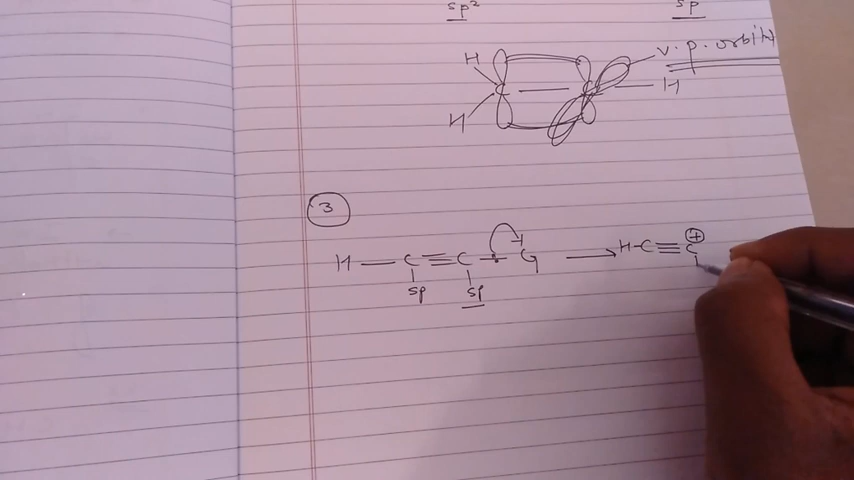 sp² sp
H C C H v.p. orbital
H
3
H — C ≡ C — G → H-C≡C⊕
sp sp